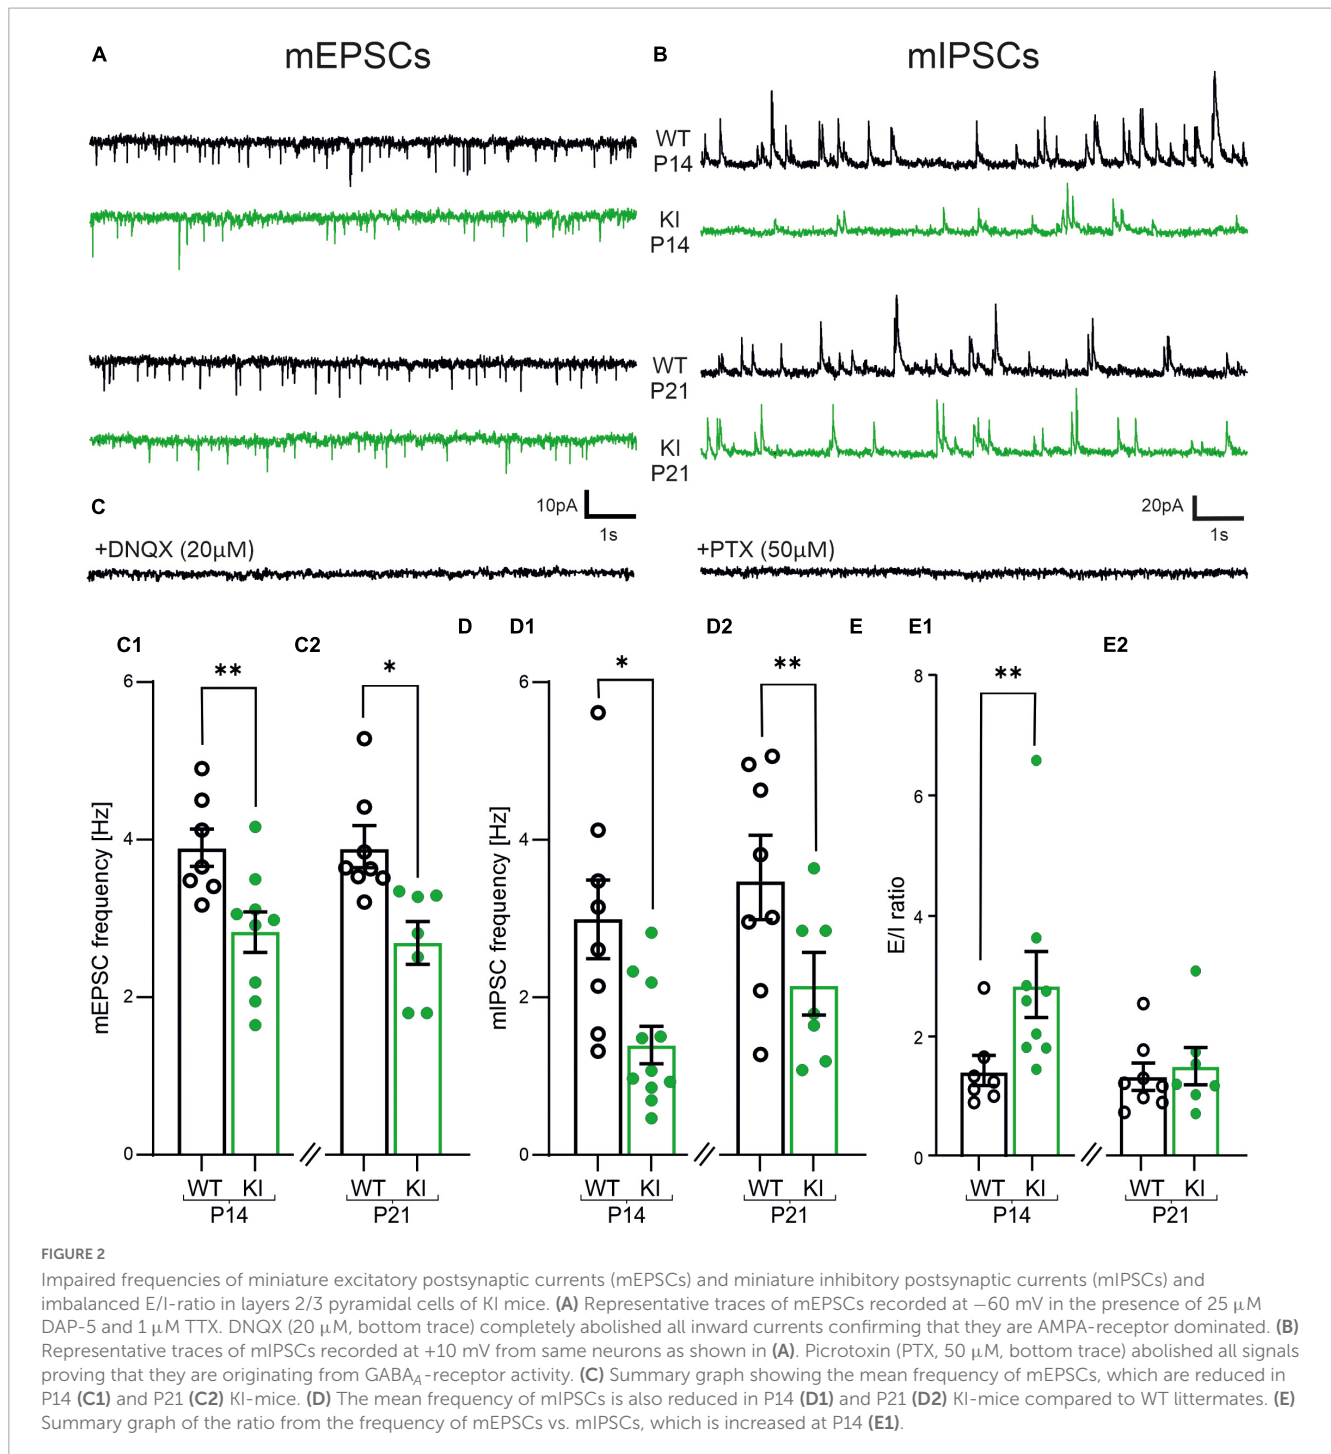 A
mEPSCs
B
mIPSCs
WT
P14
KI
P14
WT
P21
KI
P21
C
10pA
1s
20pA
1s
+DNQX (20µM)
+PTX (50µM)
C1
C2
D
D1
D2
E
E1
E2
**
*
*
**
**
mEPSC frequency [Hz]
6
4
2
0
WT KI
P14
WT KI
P21
mIPSC frequency [Hz]
6
4
2
0
WT KI
P14
WT KI
P21
E/I ratio
8
6
4
2
0
WT KI
P14
WT KI
P21
FIGURE 2
Impaired frequencies of miniature excitatory postsynaptic currents (mEPSCs) and miniature inhibitory postsynaptic currents (mIPSCs) and
imbalanced E/I-ratio in layers 2/3 pyramidal cells of KI mice. (A) Representative traces of mEPSCs recorded at −60 mV in the presence of 25 µM
DAP-5 and 1 µM TTX. DNQX (20 µM, bottom trace) completely abolished all inward currents confirming that they are AMPA-receptor dominated. (B)
Representative traces of mIPSCs recorded at +10 mV from same neurons as shown in (A). Picrotoxin (PTX, 50 µM, bottom trace) abolished all signals
proving that they are originating from GABAA-receptor activity. (C) Summary graph showing the mean frequency of mEPSCs, which are reduced in
P14 (C1) and P21 (C2) KI-mice. (D) The mean frequency of mIPSCs is also reduced in P14 (D1) and P21 (D2) KI-mice compared to WT littermates. (E)
Summary graph of the ratio from the frequency of mEPSCs vs. mIPSCs, which is increased at P14 (E1).